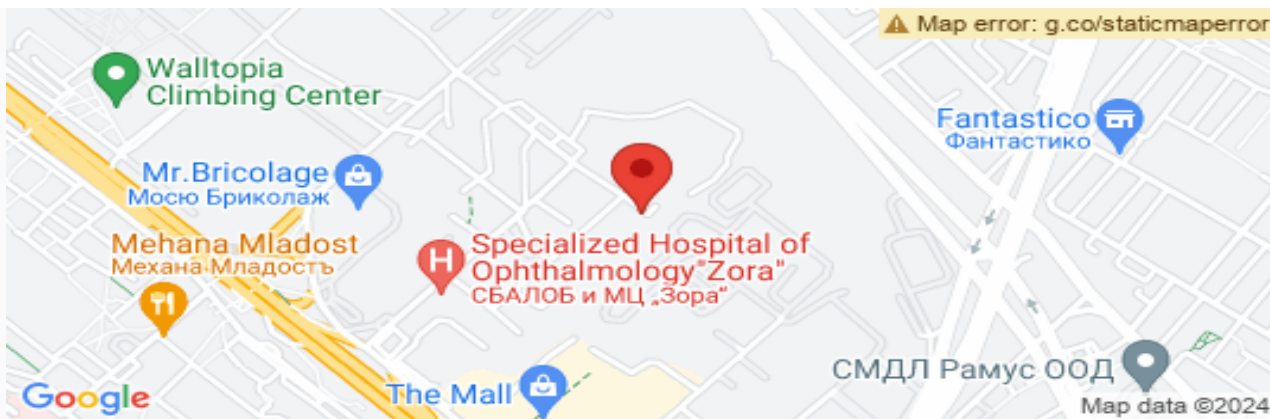 Map error: g.co/staticmaperror
Walltopia
Climbing Center
Fantastico
Фантастико
Mr.Bricolage
Мосю Бриколаж
Mehana Mladost
Механа Младостъ
H
Specialized Hospital of
Ophthalmology"Zora"
СБАЛОБ и МЦ „Зора“
СМДЛ Рамус ООД
The Mall
Google
Map data ©2024